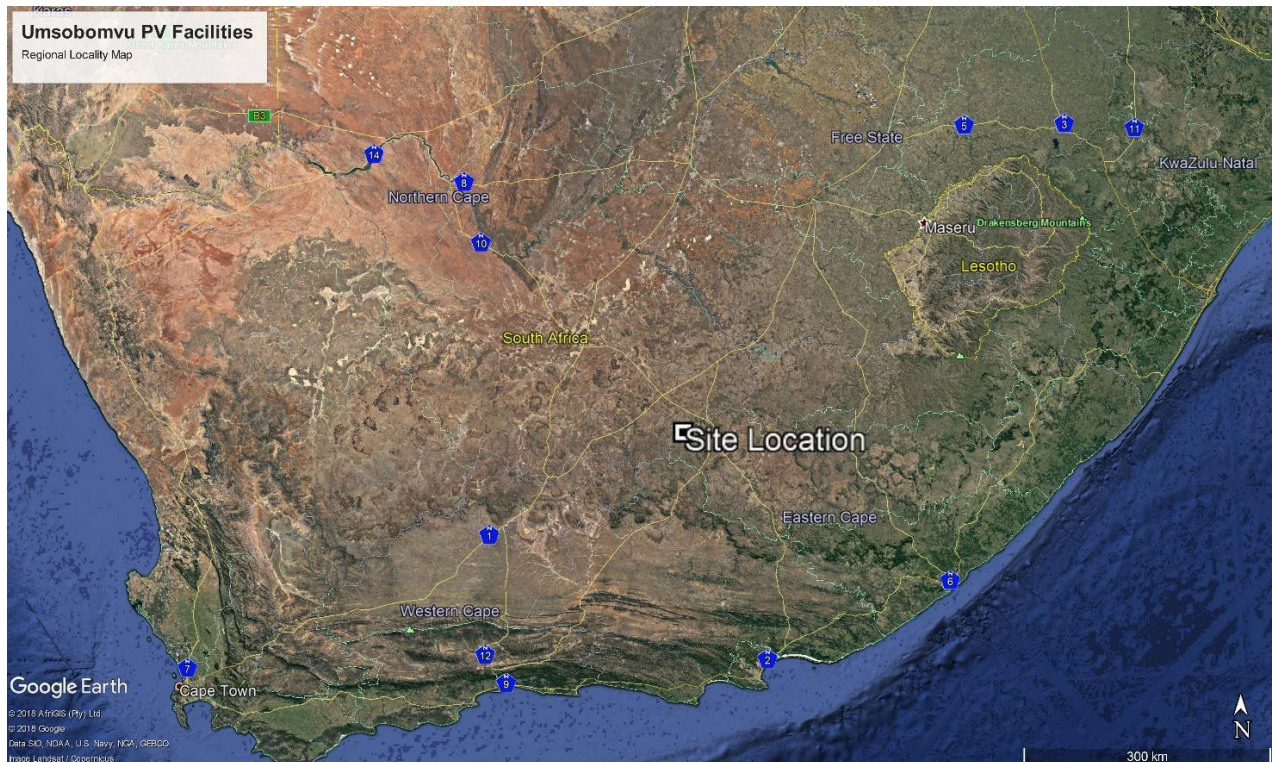 Karas
Umsobomvu PV Facilities
Regional Locality Map
B3
14
N
8
Northern Cape
N
10
Free State
N
5
N
3
N
11
KwaZulu-Natal
Maseru
Drakensberg Mountains
Lesotho
South Africa
Site Location
Eastern Cape
N
1
N
6
Western Cape
N
12
N
9
N
2
N
7
Cape Town
Google Earth
© 2018 AfriGIS (Pty) Ltd.
© 2018 Google
Data SIO, NOAA, U.S. Navy, NGA, GEBCO
Image Landsat / Copernicus
N
300 km